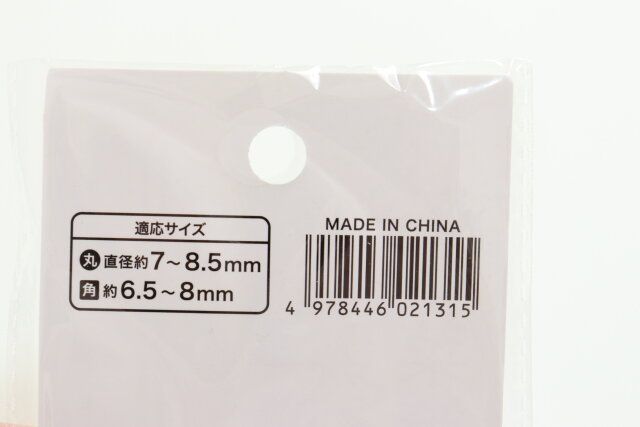 適応サイズ
丸 直径約7～8.5mm
角 約6.5～8mm
MADE IN CHINA
4 978446 021315